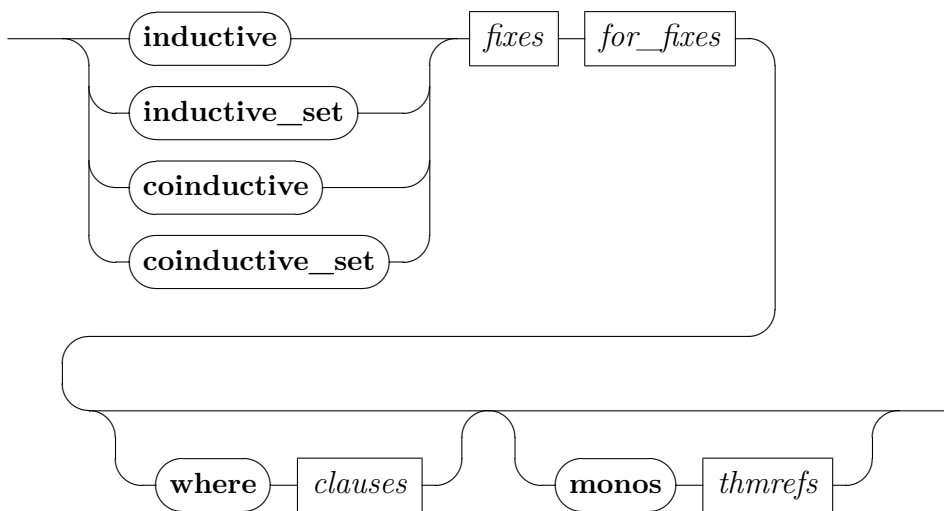 inductive fixes for_fixes
inductive_set
coinductive
coinductive_set
where clauses monos thmrefs